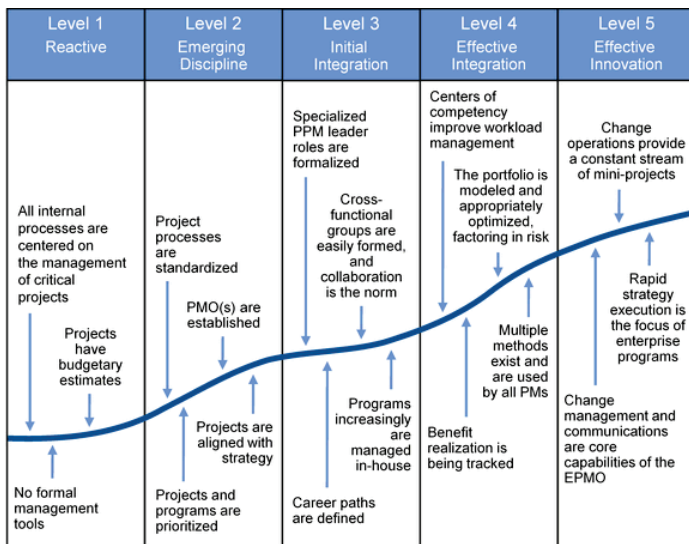 Level 1
Reactive
Level 2
Emerging
Discipline
Level 3
Initial
Integration
Level 4
Effective
Integration
Level 5
Effective
Innovation
All internal
processes are
centered on
the management
of critical
projects
Projects
have
budgetary
estimates
No formal
management
tools
Project
processes
are
standardized
PMO(s) are
established
Projects are
aligned with
strategy
Projects and
programs are
prioritized
Specialized
PPM leader
roles are
formalized
Cross-
functional
groups are
easily formed,
and
collaboration
is the norm
Programs
increasingly
are
managed
in-house
Career paths
are defined
Centers of
competency
improve workload
management
The portfolio is
modeled and
appropriately
optimized,
factoring in risk
Multiple
methods
exist and
are used
by all PMs
Benefit
realization is
being tracked
Change
operations provide
a constant stream
of mini-projects
Rapid
strategy
execution is
the focus of
enterprise
programs
Change
management and
communications
are core
capabilities of the
EPMO